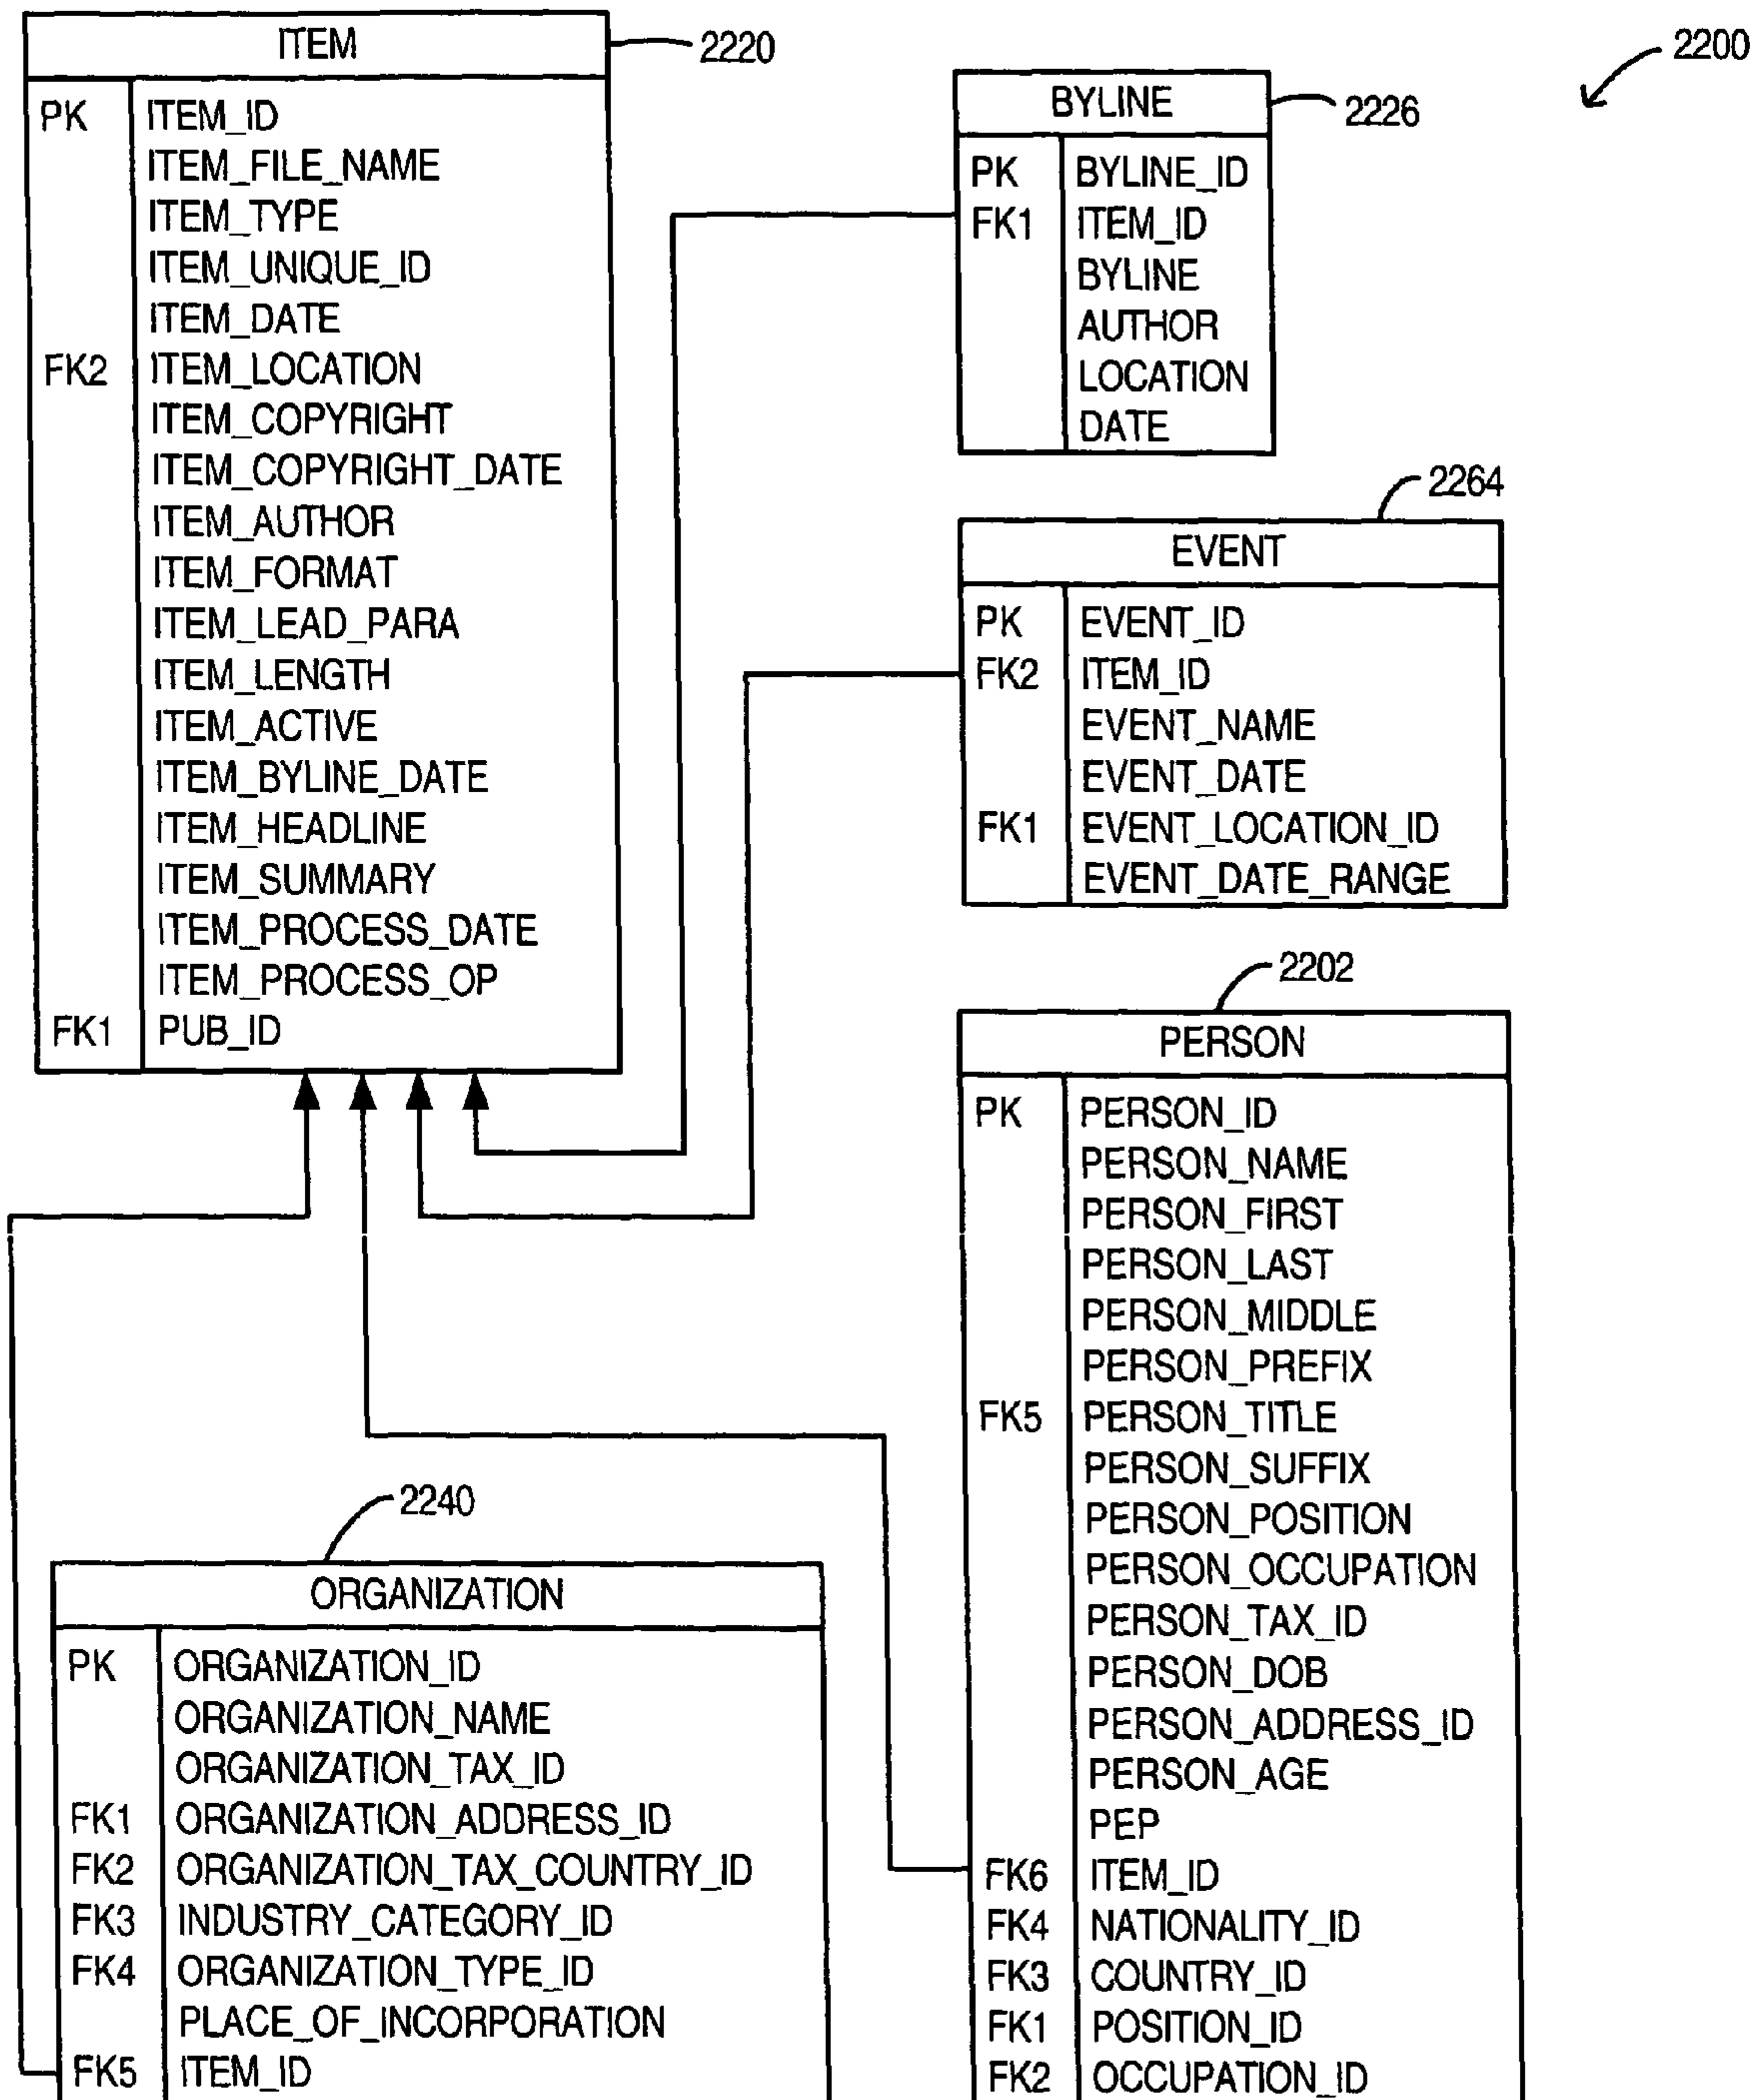 2200
ITEM
2220
PK ITEM_ID
ITEM_FILE_NAME
ITEM_TYPE
ITEM_UNIQUE_ID
ITEM_DATE
FK2 ITEM_LOCATION
ITEM_COPYRIGHT
ITEM_COPYRIGHT_DATE
ITEM_AUTHOR
ITEM_FORMAT
ITEM_LEAD_PARA
ITEM_LENGTH
ITEM_ACTIVE
ITEM_BYLINE_DATE
ITEM_HEADLINE
ITEM_SUMMARY
ITEM_PROCESS_DATE
ITEM_PROCESS_OP
FK1 PUB_ID
BYLINE
2226
PK BYLINE_ID
FK1 ITEM_ID
BYLINE
AUTHOR
LOCATION
DATE
2264
EVENT
PK EVENT_ID
FK2 ITEM_ID
EVENT_NAME
EVENT_DATE
FK1 EVENT_LOCATION_ID
EVENT_DATE_RANGE
2202
PERSON
PK PERSON_ID
PERSON_NAME
PERSON_FIRST
PERSON_LAST
PERSON_MIDDLE
PERSON_PREFIX
FK5 PERSON_TITLE
PERSON_SUFFIX
PERSON_POSITION
PERSON_OCCUPATION
PERSON_TAX_ID
PERSON_DOB
PERSON_ADDRESS_ID
PERSON_AGE
PEP
FK6 ITEM_ID
FK4 NATIONALITY_ID
FK3 COUNTRY_ID
FK1 POSITION_ID
FK2 OCCUPATION_ID
2240
ORGANIZATION
PK ORGANIZATION_ID
ORGANIZATION_NAME
ORGANIZATION_TAX_ID
FK1 ORGANIZATION_ADDRESS_ID
FK2 ORGANIZATION_TAX_COUNTRY_ID
FK3 INDUSTRY_CATEGORY_ID
FK4 ORGANIZATION_TYPE_ID
PLACE_OF_INCORPORATION
FK5 ITEM_ID